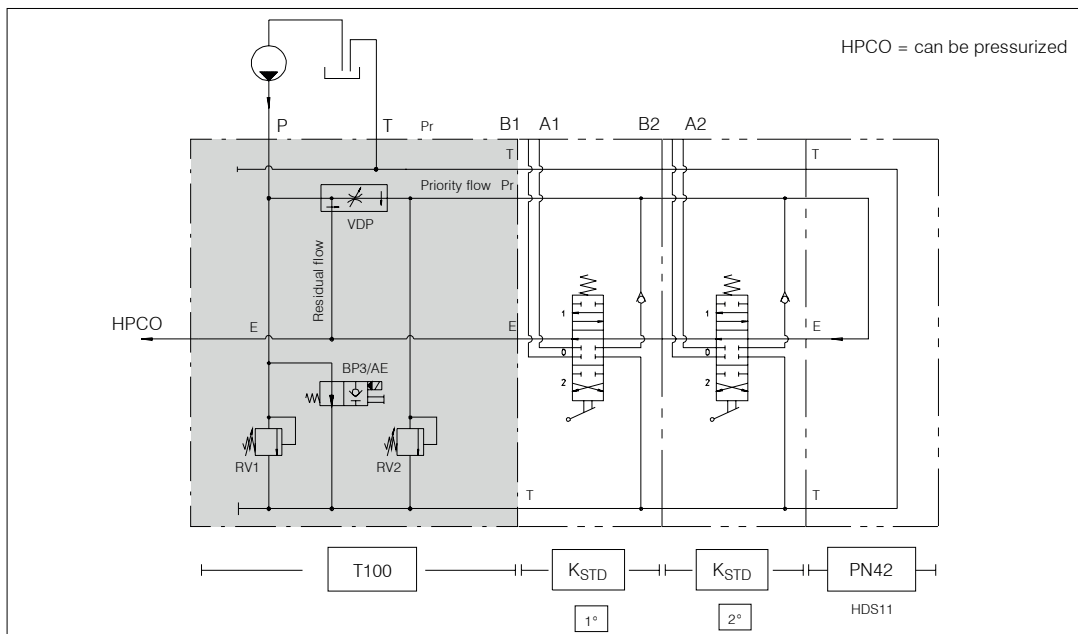 HPCO = can be pressurized
P
T
Pr
B1
A1
B2
A2
T
T
Priority flow
Pr
VDP
Residual flow
1
1
HPCO
E
E
E
0
0
BP3/AE
2
2
RV1
RV2
T
T
T100
KSTD
KSTD
PN42
1°
2°
HDS11